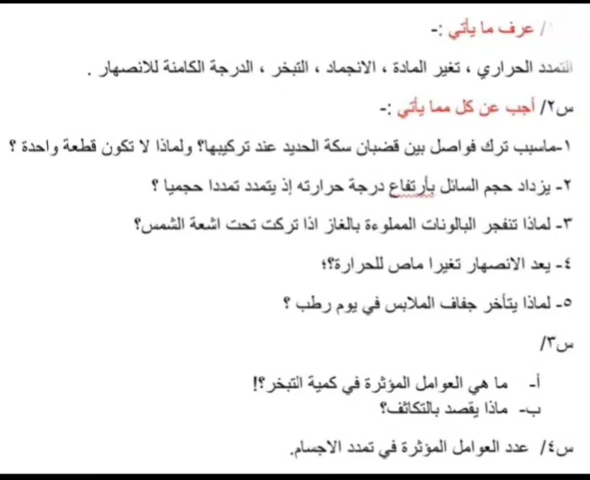 / عرف ما يأتي :-
التمدد الحراري ، تغير المادة ، الانجماد ، التبخر ، الدرجة الكامنة للانصهار .
س٢/ أجب عن كل مما يأتي :-
١-ماسبب ترك فواصل بين قضبان سكة الحديد عند تركيبها؟ ولماذا لا تكون قطعة واحدة ؟
٢- يزداد حجم السائل بأرتفاع درجة حرارته إذ يتمدد تمددا حجميا ؟
٣- لماذا تنفجر البالونات المملوءة بالغاز اذا تركت تحت اشعة الشمس؟
٤- يعد الانصهار تغيرا ماص للحرارة؟؛
٥- لماذا يتأخر جفاف الملابس في يوم رطب ؟
س٣/
أ- ما هي العوامل المؤثرة في كمية التبخر؟!
ب- ماذا يقصد بالتكاثف؟
س٤/ عدد العوامل المؤثرة في تمدد الاجسام.